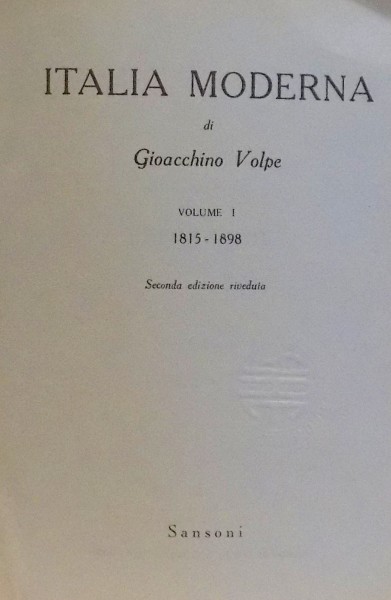 ITALIA MODERNA
di
Gioacchino Volpe
VOLUME I
1815 - 1898
Seconda edizione riveduta
Sansoni